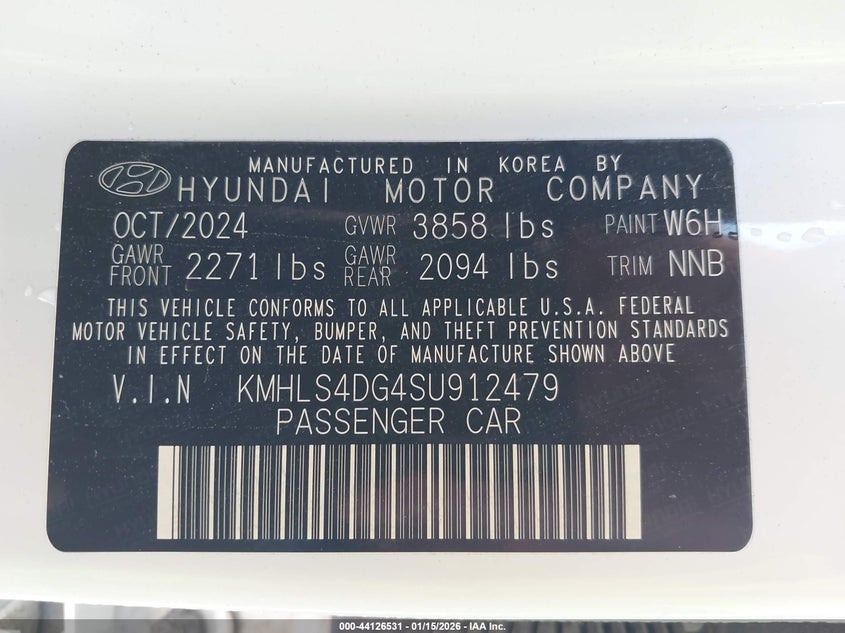 MANUFACTURED IN KOREA BY
HYUNDAI MOTOR COMPANY
OCT/2024 GVWR 3858 lbs PAINT W6H
GAWR FRONT 2271 lbs GAWR REAR 2094 lbs TRIM NNB
THIS VEHICLE CONFORMS TO ALL APPLICABLE U.S.A. FEDERAL
MOTOR VEHICLE SAFETY, BUMPER, AND THEFT PREVENTION STANDARDS
IN EFFECT ON THE DATE OF MANUFACTURE SHOWN ABOVE
V.I.N KMHLS4DG4SU912479
PASSENGER CAR
000-44126531 - 01/15/2026 - IAA Inc.